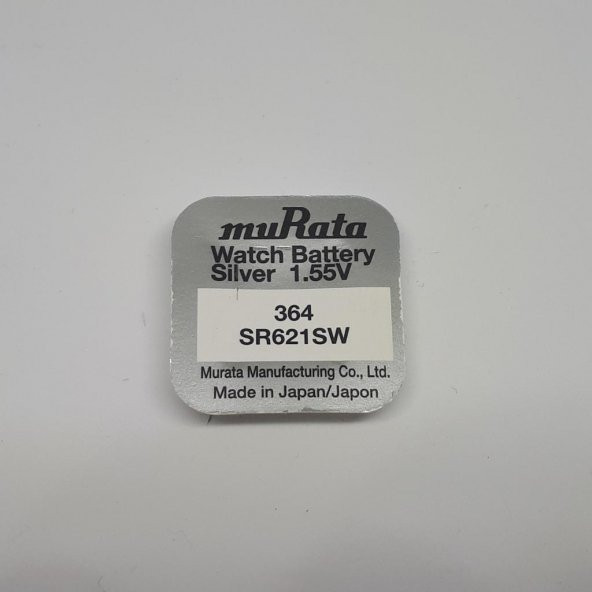 muRata
Watch Battery
Silver 1.55V
364
SR621SW
Murata Manufacturing Co., Ltd.
Made in Japan/Japon